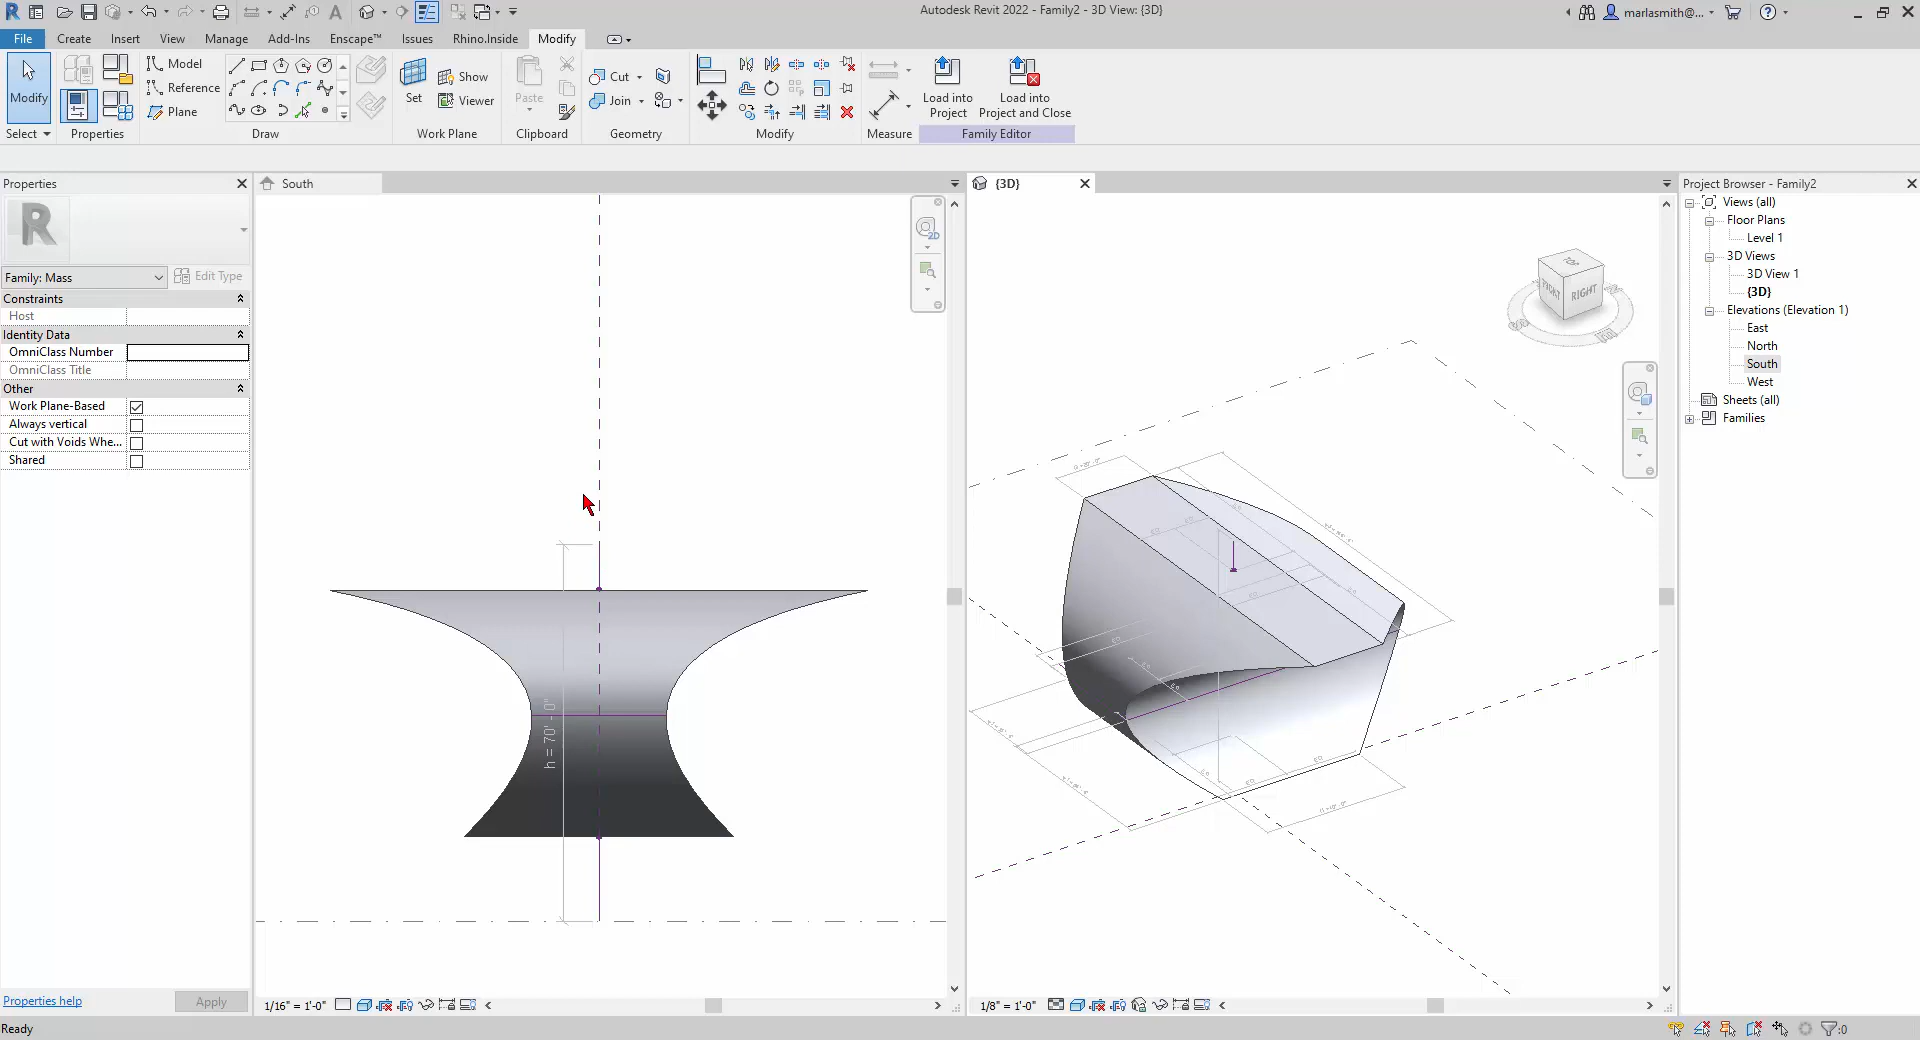 Autodesk Revit 2022 - Family2 - 3D View: {3D}
marlasmith@...
File
Create
Insert
View
Manage
Add-Ins
Enscape™
Issues
Rhino.Inside
Modify
Modify
Model
Reference
Plane
Set
Show
Viewer
Paste
Cut
Join
Load into
Project
Load into
Project and Close
Select
Properties
Draw
Work Plane
Clipboard
Geometry
Modify
Measure
Family Editor
Properties
South
{3D}
Project Browser - Family2
R
Family: Mass
Edit Type
Constraints
Host
Identity Data
OmniClass Number
OmniClass Title
Other
Work Plane-Based
Always vertical
Cut with Voids Whe...
Shared
2D
h = 70' - 0"
TOP
FRONT
RIGHT
Views (all)
Floor Plans
Level 1
3D Views
3D View 1
{3D}
Elevations (Elevation 1)
East
North
South
West
Sheets (all)
Families
Properties help
Apply
1/16" = 1'-0"
1/8" = 1'-0"
Ready
:0